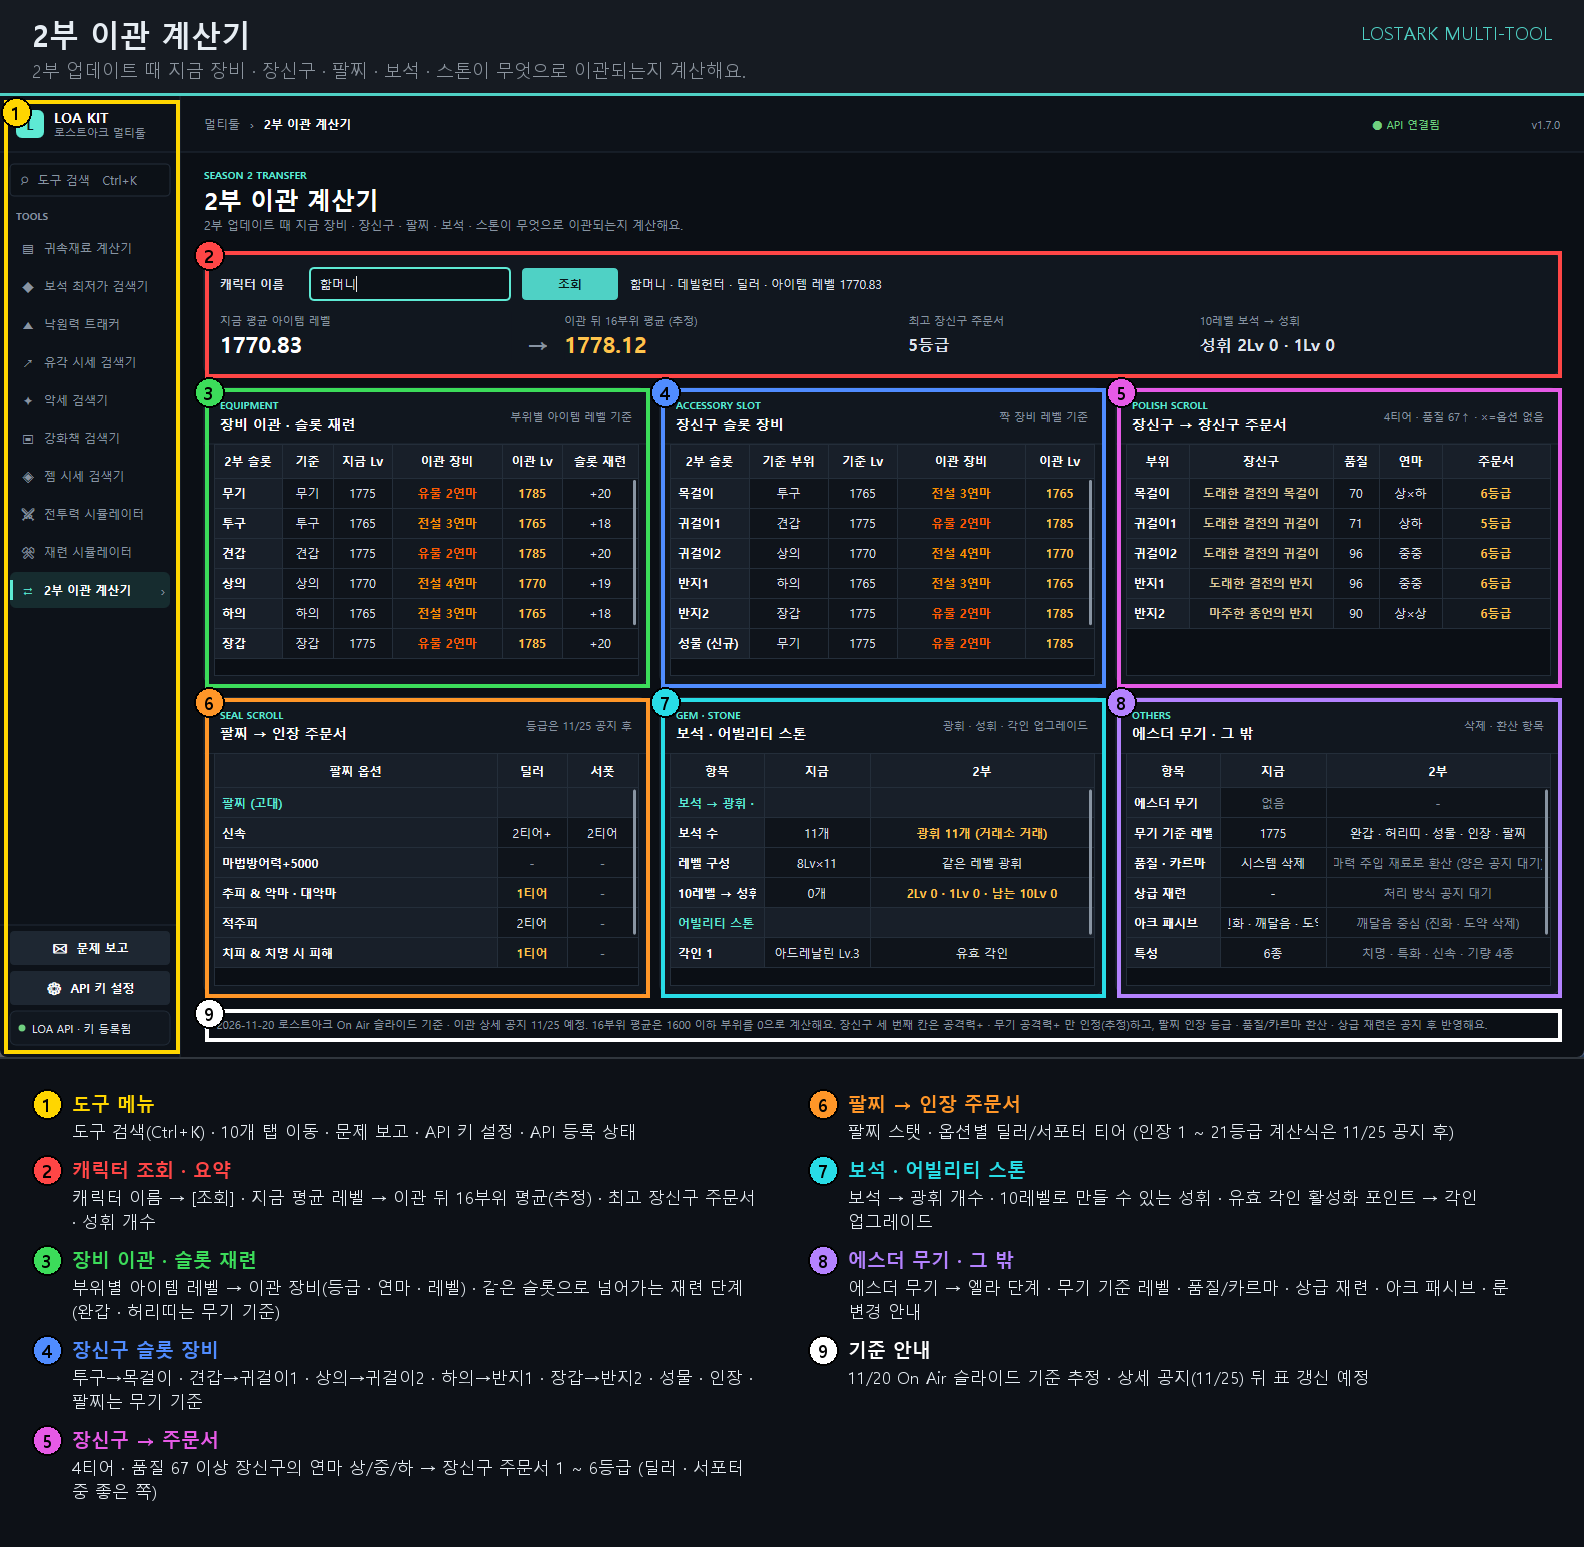 2부 이관 계산기
LOSTARK MULTI-TOOL
2부 업데이트 때 지금 장비 · 장신구 · 팔찌 · 보석 · 스톤이 무엇으로 이관되는지 계산해요.
1
L
LOA KIT
로스트아크 멀티툴
도구 검색 Ctrl+K
TOOLS
귀속재료 계산기
보석 최저가 검색기
낙원력 트래커
유각 시세 검색기
악세 검색기
강화책 검색기
젬 시세 검색기
전투력 시뮬레이터
재련 시뮬레이터
2부 이관 계산기 ›
문제 보고
API 키 설정
LOA API · 키 등록됨
멀티툴 › 2부 이관 계산기
API 연결됨
v1.7.0
SEASON 2 TRANSFER
2부 이관 계산기
2부 업데이트 때 지금 장비 · 장신구 · 팔찌 · 보석 · 스톤이 무엇으로 이관되는지 계산해요.
2
캐릭터 이름 핢머니 조회 핢머니 · 데빌헌터 · 딜러 · 아이템 레벨 1770.83
지금 평균 아이템 레벨 이관 뒤 16부위 평균 (추정) 최고 장신구 주문서 10레벨 보석 → 성휘
1770.83 → 1778.12 5등급 성휘 2Lv 0 · 1Lv 0
3
EQUIPMENT
장비 이관 · 슬롯 재련 부위별 아이템 레벨 기준
2부 슬롯 기준 지금 Lv 이관 장비 이관 Lv 슬롯 재련
무기 무기 1775 유물 2연마 1785 +20
투구 투구 1765 전설 3연마 1765 +18
견갑 견갑 1775 유물 2연마 1785 +20
상의 상의 1770 전설 4연마 1770 +19
하의 하의 1765 전설 3연마 1765 +18
장갑 장갑 1775 유물 2연마 1785 +20
4
ACCESSORY SLOT
장신구 슬롯 장비 짝 장비 레벨 기준
2부 슬롯 기준 부위 기준 Lv 이관 장비 이관 Lv
목걸이 투구 1765 전설 3연마 1765
귀걸이1 견갑 1775 유물 2연마 1785
귀걸이2 상의 1770 전설 4연마 1770
반지1 하의 1765 전설 3연마 1765
반지2 장갑 1775 유물 2연마 1785
성물 (신규) 무기 1775 유물 2연마 1785
5
POLISH SCROLL
장신구 → 장신구 주문서 4티어 · 품질 67↑ · ×=옵션 없음
부위 장신구 품질 연마 주문서
목걸이 도래한 결전의 목걸이 70 상×하 6등급
귀걸이1 도래한 결전의 귀걸이 71 상하 5등급
귀걸이2 도래한 결전의 귀걸이 96 중중 6등급
반지1 도래한 결전의 반지 96 중중 6등급
반지2 마주한 종언의 반지 90 상×상 6등급
6
SEAL SCROLL
팔찌 → 인장 주문서 등급은 11/25 공지 후
팔찌 옵션 딜러 서폿
팔찌 (고대)
신속 2티어+ 2티어
마법방어력+5000 - -
추피 & 악마 · 대악마 1티어 -
적주피 2티어 -
치피 & 치명 시 피해 1티어 -
7
GEM · STONE
보석 · 어빌리티 스톤 광휘 · 성휘 · 각인 업그레이드
항목 지금 2부
보석 → 광휘 ·
보석 수 11개 광휘 11개 (거래소 거래)
레벨 구성 8Lv×11 같은 레벨 광휘
10레벨 → 성휘 0개 2Lv 0 · 1Lv 0 · 남는 10Lv 0
어빌리티 스톤
각인 1 아드레날린 Lv.3 유효 각인
8
OTHERS
에스더 무기 · 그 밖 삭제 · 환산 항목
항목 지금 2부
에스더 무기 없음 -
무기 기준 레벨 1775 완갑 · 허리띠 · 성물 · 인장 · 팔찌
품질 · 카르마 시스템 삭제 마력 주입 재료로 환산 (양은 공지 대기)
상급 재련 - 처리 방식 공지 대기
아크 패시브 진화 · 깨달음 · 도약 깨달음 중심 (진화 · 도약 삭제)
특성 6종 치명 · 특화 · 신속 · 기량 4종
9
2026-11-20 로스트아크 On Air 슬라이드 기준 · 이관 상세 공지 11/25 예정. 16부위 평균은 1600 이하 부위를 0으로 계산해요. 장신구 세 번째 칸은 공격력+ · 무기 공격력+ 만 인정(추정)하고, 팔찌 인장 등급 · 품질/카르마 환산 · 상급 재련은 공지 후 반영해요.
1 도구 메뉴
도구 검색(Ctrl+K) · 10개 탭 이동 · 문제 보고 · API 키 설정 · API 등록 상태
2 캐릭터 조회 · 요약
캐릭터 이름 → [조회] · 지금 평균 레벨 → 이관 뒤 16부위 평균(추정) · 최고 장신구 주문서
· 성휘 개수
3 장비 이관 · 슬롯 재련
부위별 아이템 레벨 → 이관 장비(등급 · 연마 · 레벨) · 같은 슬롯으로 넘어가는 재련 단계
(완갑 · 허리띠는 무기 기준)
4 장신구 슬롯 장비
투구→목걸이 · 견갑→귀걸이1 · 상의→귀걸이2 · 하의→반지1 · 장갑→반지2 · 성물 · 인장 ·
팔찌는 무기 기준
5 장신구 → 주문서
4티어 · 품질 67 이상 장신구의 연마 상/중/하 → 장신구 주문서 1 ~ 6등급 (딜러 · 서포터
중 좋은 쪽)
6 팔찌 → 인장 주문서
팔찌 스탯 · 옵션별 딜러/서포터 티어 (인장 1 ~ 21등급 계산식은 11/25 공지 후)
7 보석 · 어빌리티 스톤
보석 → 광휘 개수 · 10레벨로 만들 수 있는 성휘 · 유효 각인 활성화 포인트 → 각인
업그레이드
8 에스더 무기 · 그 밖
에스더 무기 → 엘라 단계 · 무기 기준 레벨 · 품질/카르마 · 상급 재련 · 아크 패시브 · 룬
변경 안내
9 기준 안내
11/20 On Air 슬라이드 기준 추정 · 상세 공지(11/25) 뒤 표 갱신 예정